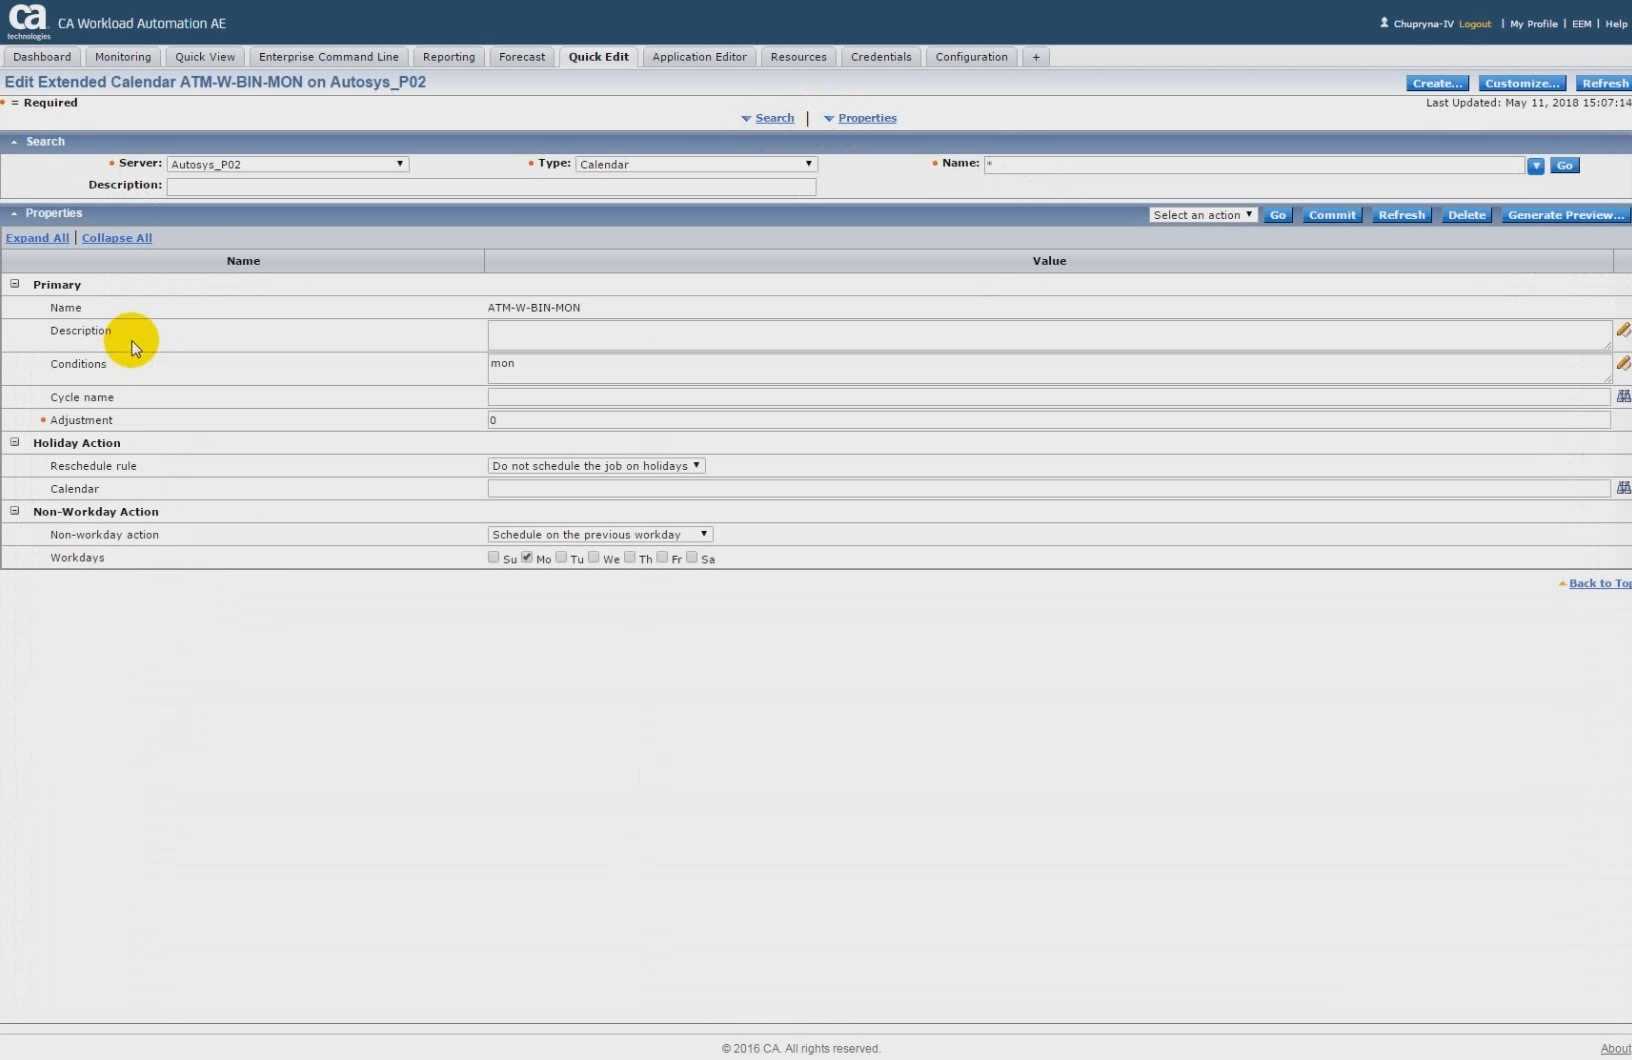 ca
technologies
CA Workload Automation AE
Chupryna-IV Logout | My Profile | EEM | Help
Dashboard Monitoring Quick View Enterprise Command Line Reporting Forecast Quick Edit Application Editor Resources Credentials Configuration +
Edit Extended Calendar ATM-W-BIN-MON on Autosys_P02
Create... Customize... Refresh
= Required
Last Updated: May 11, 2018 15:07:14
Search | Properties
Search
Server: Autosys_P02 Type: Calendar Name: * Go
Description:
Properties Select an action Go Commit Refresh Delete Generate Preview...
Expand All | Collapse All
Name Value
Primary
Name ATM-W-BIN-MON
Description
Conditions mon
Cycle name
Adjustment 0
Holiday Action
Reschedule rule Do not schedule the job on holidays
Calendar
Non-Workday Action
Non-workday action Schedule on the previous workday
Workdays Su Mo Tu We Th Fr Sa
Back to Top
© 2016 CA. All rights reserved.
About